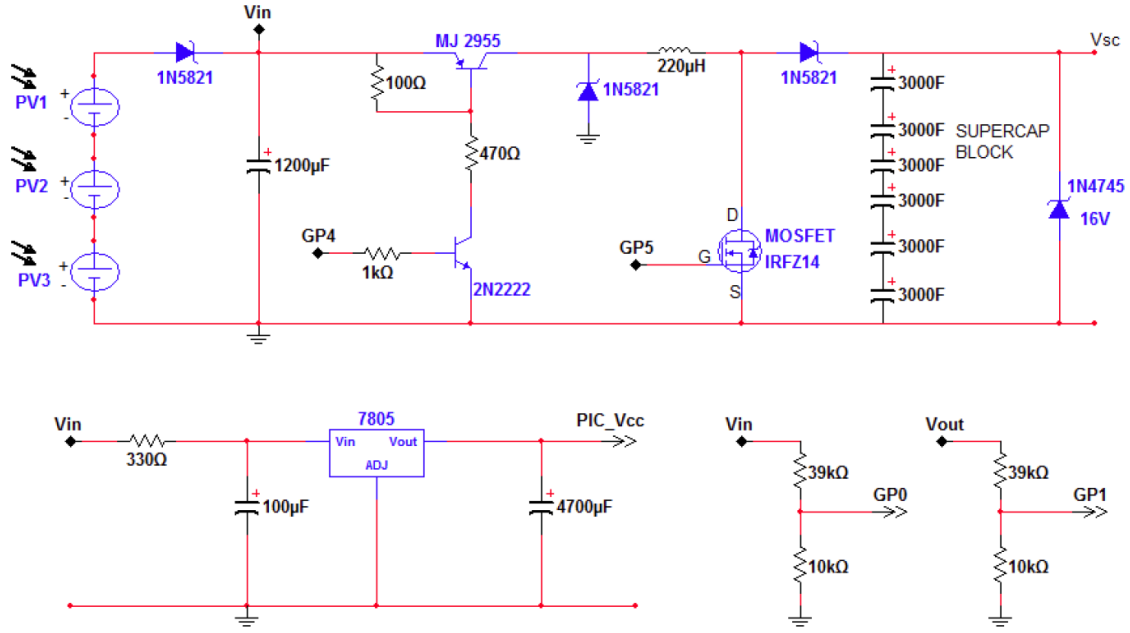 Vin
MJ 2955
Vsc
1N5821
220µH
1N5821
100Ω
1N5821
3000F
PV1
+
-
3000F
SUPERCAP
BLOCK
470Ω
1200µF
3000F
PV2
+
-
3000F
1N4745
16V
GP4
D
MOSFET
IRFZ14
GP5
G
3000F
PV3
+
-
1kΩ
2N2222
S
3000F
7805
Vin
PIC_Vcc
Vin
Vout
Vin
Vout
330Ω
ADJ
39kΩ
39kΩ
GP0
GP1
100µF
4700µF
10kΩ
10kΩ